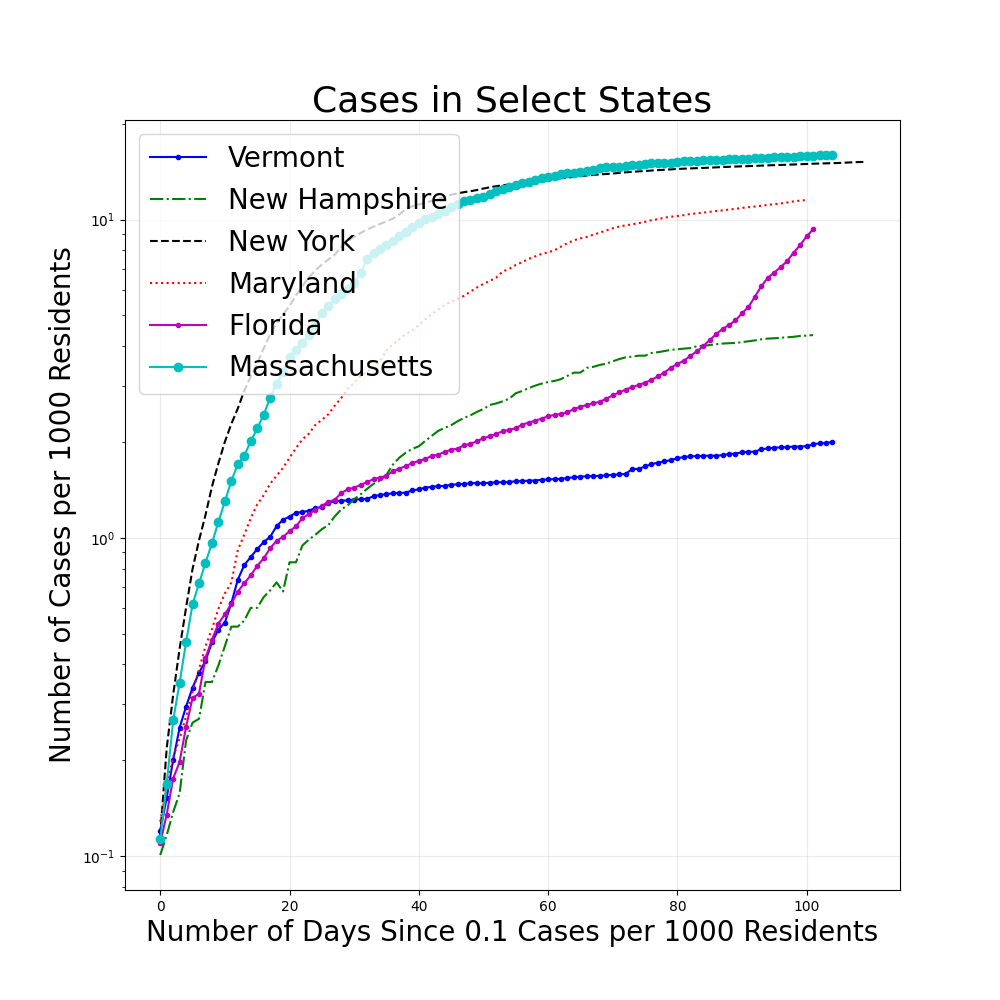 Cases in Select States
Vermont
New Hampshire
New York
Maryland
Florida
Massachusetts
Number of Cases per 1000 Residents
10¹
10⁰
10⁻¹
0 20 40 60 80 100
Number of Days Since 0.1 Cases per 1000 Residents